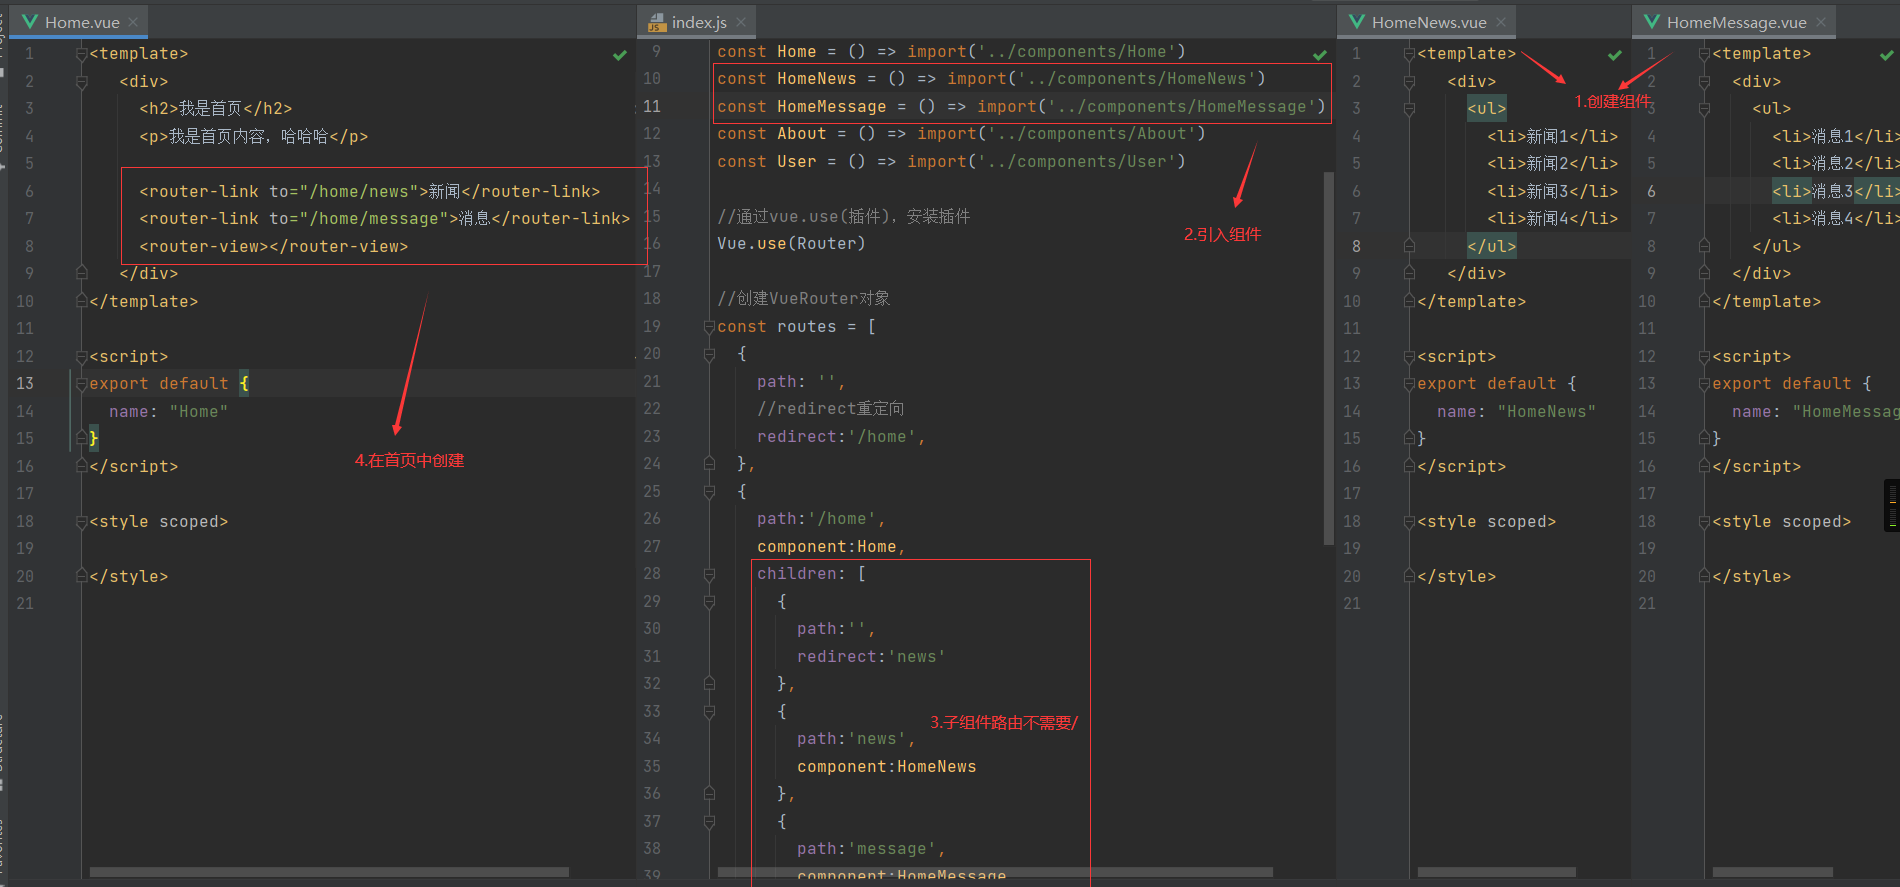 Home.vue
1 <template>
2 <div>
3 <h2>我是首页</h2>
4 <p>我是首页内容，哈哈哈</p>
5
6 <router-link to="/home/news">新闻</router-link>
7 <router-link to="/home/message">消息</router-link>
8 <router-view></router-view>
9 </div>
10 </template>
11
12 <script>
13 export default {
14 name: "Home"
15 }
16 </script>
17
18 <style scoped>
19
20 </style>
21
4.在首页中创建
index.js
9 const Home = () => import('../components/Home')
10 const HomeNews = () => import('../components/HomeNews')
11 const HomeMessage = () => import('../components/HomeMessage')
12 const About = () => import('../components/About')
13 const User = () => import('../components/User')
14
15 //通过vue.use(插件)，安装插件
16 Vue.use(Router)
17
18 //创建VueRouter对象
19 const routes = [
20 {
21 path: '',
22 //redirect重定向
23 redirect:'/home',
24 },
25 {
26 path:'/home',
27 component:Home,
28 children: [
29 {
30 path:'',
31 redirect:'news'
32 },
33 {
34 path:'news',
35 component:HomeNews
36 },
37 {
38 path:'message',
39 component:HomeMessage
2.引入组件
3.子组件路由不需要/
HomeNews.vue
1 <template>
2 <div>
3 <ul>
4 <li>新闻1</li>
5 <li>新闻2</li>
6 <li>新闻3</li>
7 <li>新闻4</li>
8 </ul>
9 </div>
10 </template>
11
12 <script>
13 export default {
14 name: "HomeNews"
15 }
16 </script>
17
18 <style scoped>
19
20 </style>
21
1.创建组件
HomeMessage.vue
1 <template>
2 <div>
3 <ul>
4 <li>消息1</li>
5 <li>消息2</li>
6 <li>消息3</li>
7 <li>消息4</li>
8 </ul>
9 </div>
10 </template>
11
12 <script>
13 export default {
14 name: "HomeMessag
15 }
16 </script>
17
18 <style scoped>
19
20 </style>
21